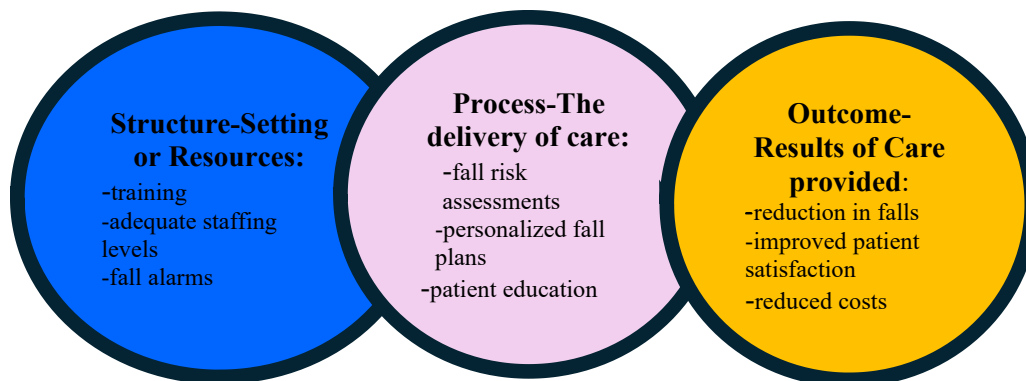 Structure-Setting
or Resources:
-training
-adequate staffing
levels
-fall alarms
Process-The
delivery of care:
-fall risk
assessments
-personalized fall
plans
-patient education
Outcome-
Results of Care
provided:
-reduction in falls
-improved patient
satisfaction
-reduced costs